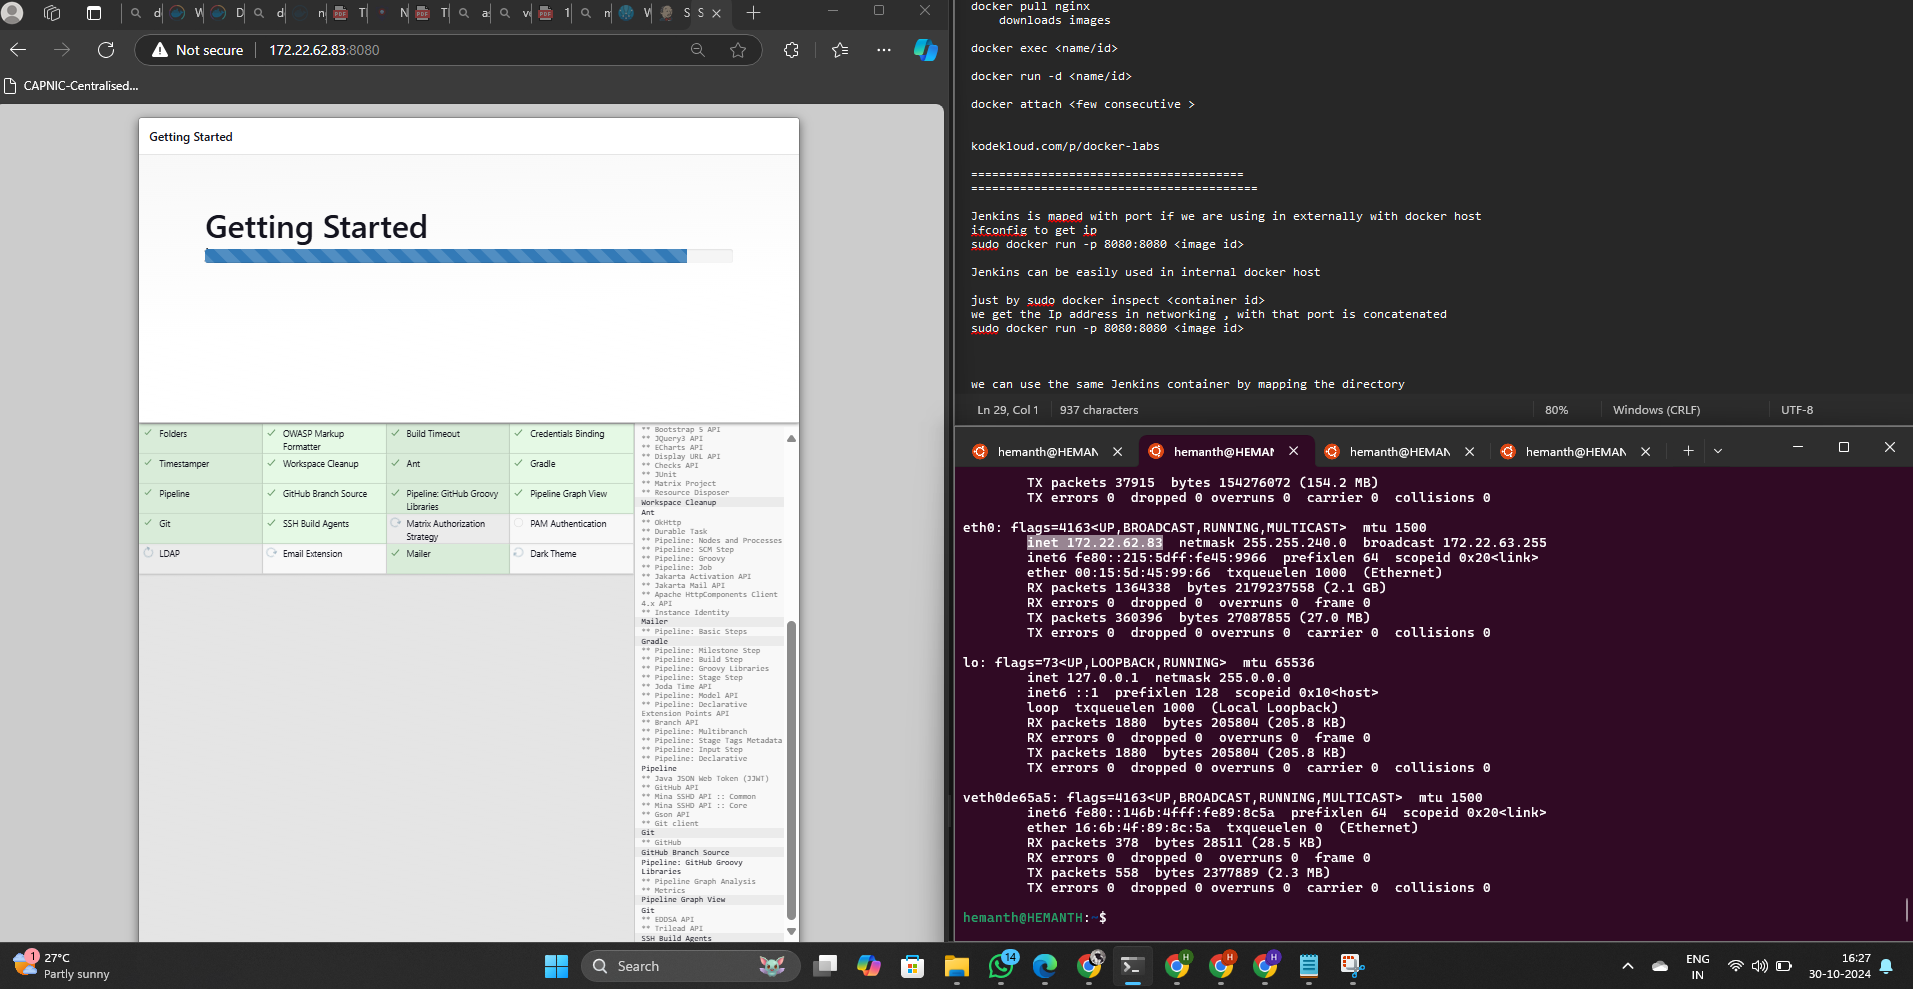 Not secure
172.22.62.83:8080
CAPNIC-Centralised...
Getting Started
Getting Started
Folders
OWASP Markup Formatter
Build Timeout
Credentials Binding
Timestamper
Workspace Cleanup
Ant
Gradle
Pipeline
GitHub Branch Source
Pipeline: GitHub Groovy Libraries
Pipeline Graph View
Git
SSH Build Agents
Matrix Authorization Strategy
PAM Authentication
LDAP
Email Extension
Mailer
Dark Theme
** Bootstrap 5 API
** JQuery3 API
** ECharts API
** Display URL API
** Checks API
** JUnit
** Matrix Project
** Resource Disposer
Workspace Cleanup
Ant
** OkHttp
** Durable Task
** Pipeline: Nodes and Processes
** Pipeline: SCM Step
** Pipeline: Groovy
** Pipeline: Job
** Jakarta Activation API
** Jakarta Mail API
** Apache HttpComponents Client
4.x API
** Instance Identity
Mailer
** Pipeline: Basic Steps
Gradle
** Pipeline: Milestone Step
** Pipeline: Build Step
** Pipeline: Groovy Libraries
** Pipeline: Stage Step
** Joda Time API
** Pipeline: Model API
** Pipeline: Declarative
Extension Points API
** Branch API
** Pipeline: Multibranch
** Pipeline: Stage Tags Metadata
** Pipeline: Input Step
** Pipeline: Declarative
Pipeline
** Java JSON Web Token (JJWT)
** GitHub API
** Mina SSHD API :: Common
** Mina SSHD API :: Core
** Gson API
** Git client
Git
** GitHub
GitHub Branch Source
Pipeline: GitHub Groovy
Libraries
** Pipeline Graph Analysis
** Metrics
Pipeline Graph View
Git
** EDDSA API
** Trilead API
SSH Build Agents
docker pull nginx
downloads images
docker exec <name/id>
docker run -d <name/id>
docker attach <few consecutive >
kodekloud.com/p/docker-labs
=======================================
=========================================
Jenkins is maped with port if we are using in externally with docker host
ifconfig to get ip
sudo docker run -p 8080:8080 <image id>
Jenkins can be easily used in internal docker host
just by sudo docker inspect <container id>
we get the Ip address in networking , with that port is concatenated
sudo docker run -p 8080:8080 <image id>
we can use the same Jenkins container by mapping the directory
Ln 29, Col 1 937 characters 80% Windows (CRLF) UTF-8
hemanth@HEMAN hemanth@HEMAN hemanth@HEMAN hemanth@HEMAN
TX packets 37915 bytes 154276072 (154.2 MB)
TX errors 0 dropped 0 overruns 0 carrier 0 collisions 0
eth0: flags=4163<UP,BROADCAST,RUNNING,MULTICAST> mtu 1500
inet 172.22.62.83 netmask 255.255.240.0 broadcast 172.22.63.255
inet6 fe80::215:5dff:fe45:9966 prefixlen 64 scopeid 0x20<link>
ether 00:15:5d:45:99:66 txqueuelen 1000 (Ethernet)
RX packets 1364338 bytes 2179237558 (2.1 GB)
RX errors 0 dropped 0 overruns 0 frame 0
TX packets 360396 bytes 27087855 (27.0 MB)
TX errors 0 dropped 0 overruns 0 carrier 0 collisions 0
lo: flags=73<UP,LOOPBACK,RUNNING> mtu 65536
inet 127.0.0.1 netmask 255.0.0.0
inet6 ::1 prefixlen 128 scopeid 0x10<host>
loop txqueuelen 1000 (Local Loopback)
RX packets 1880 bytes 205804 (205.8 KB)
RX errors 0 dropped 0 overruns 0 frame 0
TX packets 1880 bytes 205804 (205.8 KB)
TX errors 0 dropped 0 overruns 0 carrier 0 collisions 0
veth0de65a5: flags=4163<UP,BROADCAST,RUNNING,MULTICAST> mtu 1500
inet6 fe80::146b:4fff:fe89:8c5a prefixlen 64 scopeid 0x20<link>
ether 16:6b:4f:89:8c:5a txqueuelen 0 (Ethernet)
RX packets 378 bytes 28511 (28.5 KB)
RX errors 0 dropped 0 overruns 0 frame 0
TX packets 558 bytes 2377889 (2.3 MB)
TX errors 0 dropped 0 overruns 0 carrier 0 collisions 0
hemanth@HEMANTH:~$
1
27°C
Partly sunny
Search
14
ENG
IN
16:27
30-10-2024